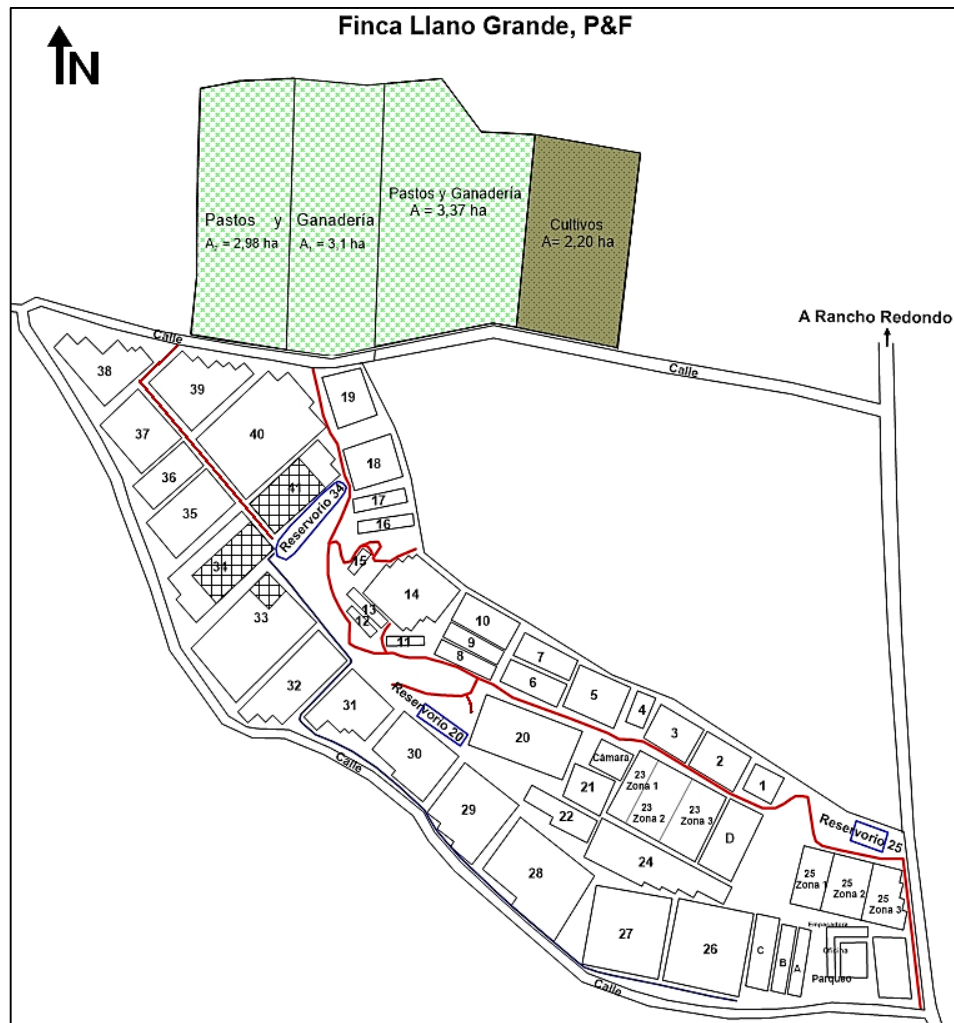 Finca Llano Grande, P&F
N
Pastos y Ganadería
A = 3,37 ha
Pastos y
A, = 2,98 ha
Ganadería
A, = 3,1 ha
Cultivos
A= 2,20 ha
A Rancho Redondo
Calle
Calle
38
39
19
37
40
18
36
41
17
35
Reservorio 34
16
34
15
14
33
13
12
11
10
9
8
7
6
5
4
3
2
1
32
31
Reservorio 20
30
20
Cámara
Calle
29
21
23
Zona 1
23
Zona 2
23
Zona 3
D
22
24
28
Reservorio 25
25
Zona 1
25
Zona 2
25
Zona 3
27
26
C
B
A
Empacadora
Oficina
Parqueo
Calle